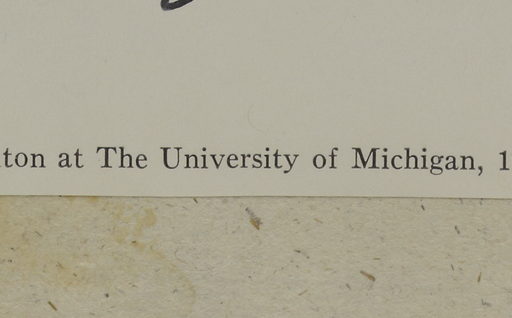 ton at The University of Michigan, 1